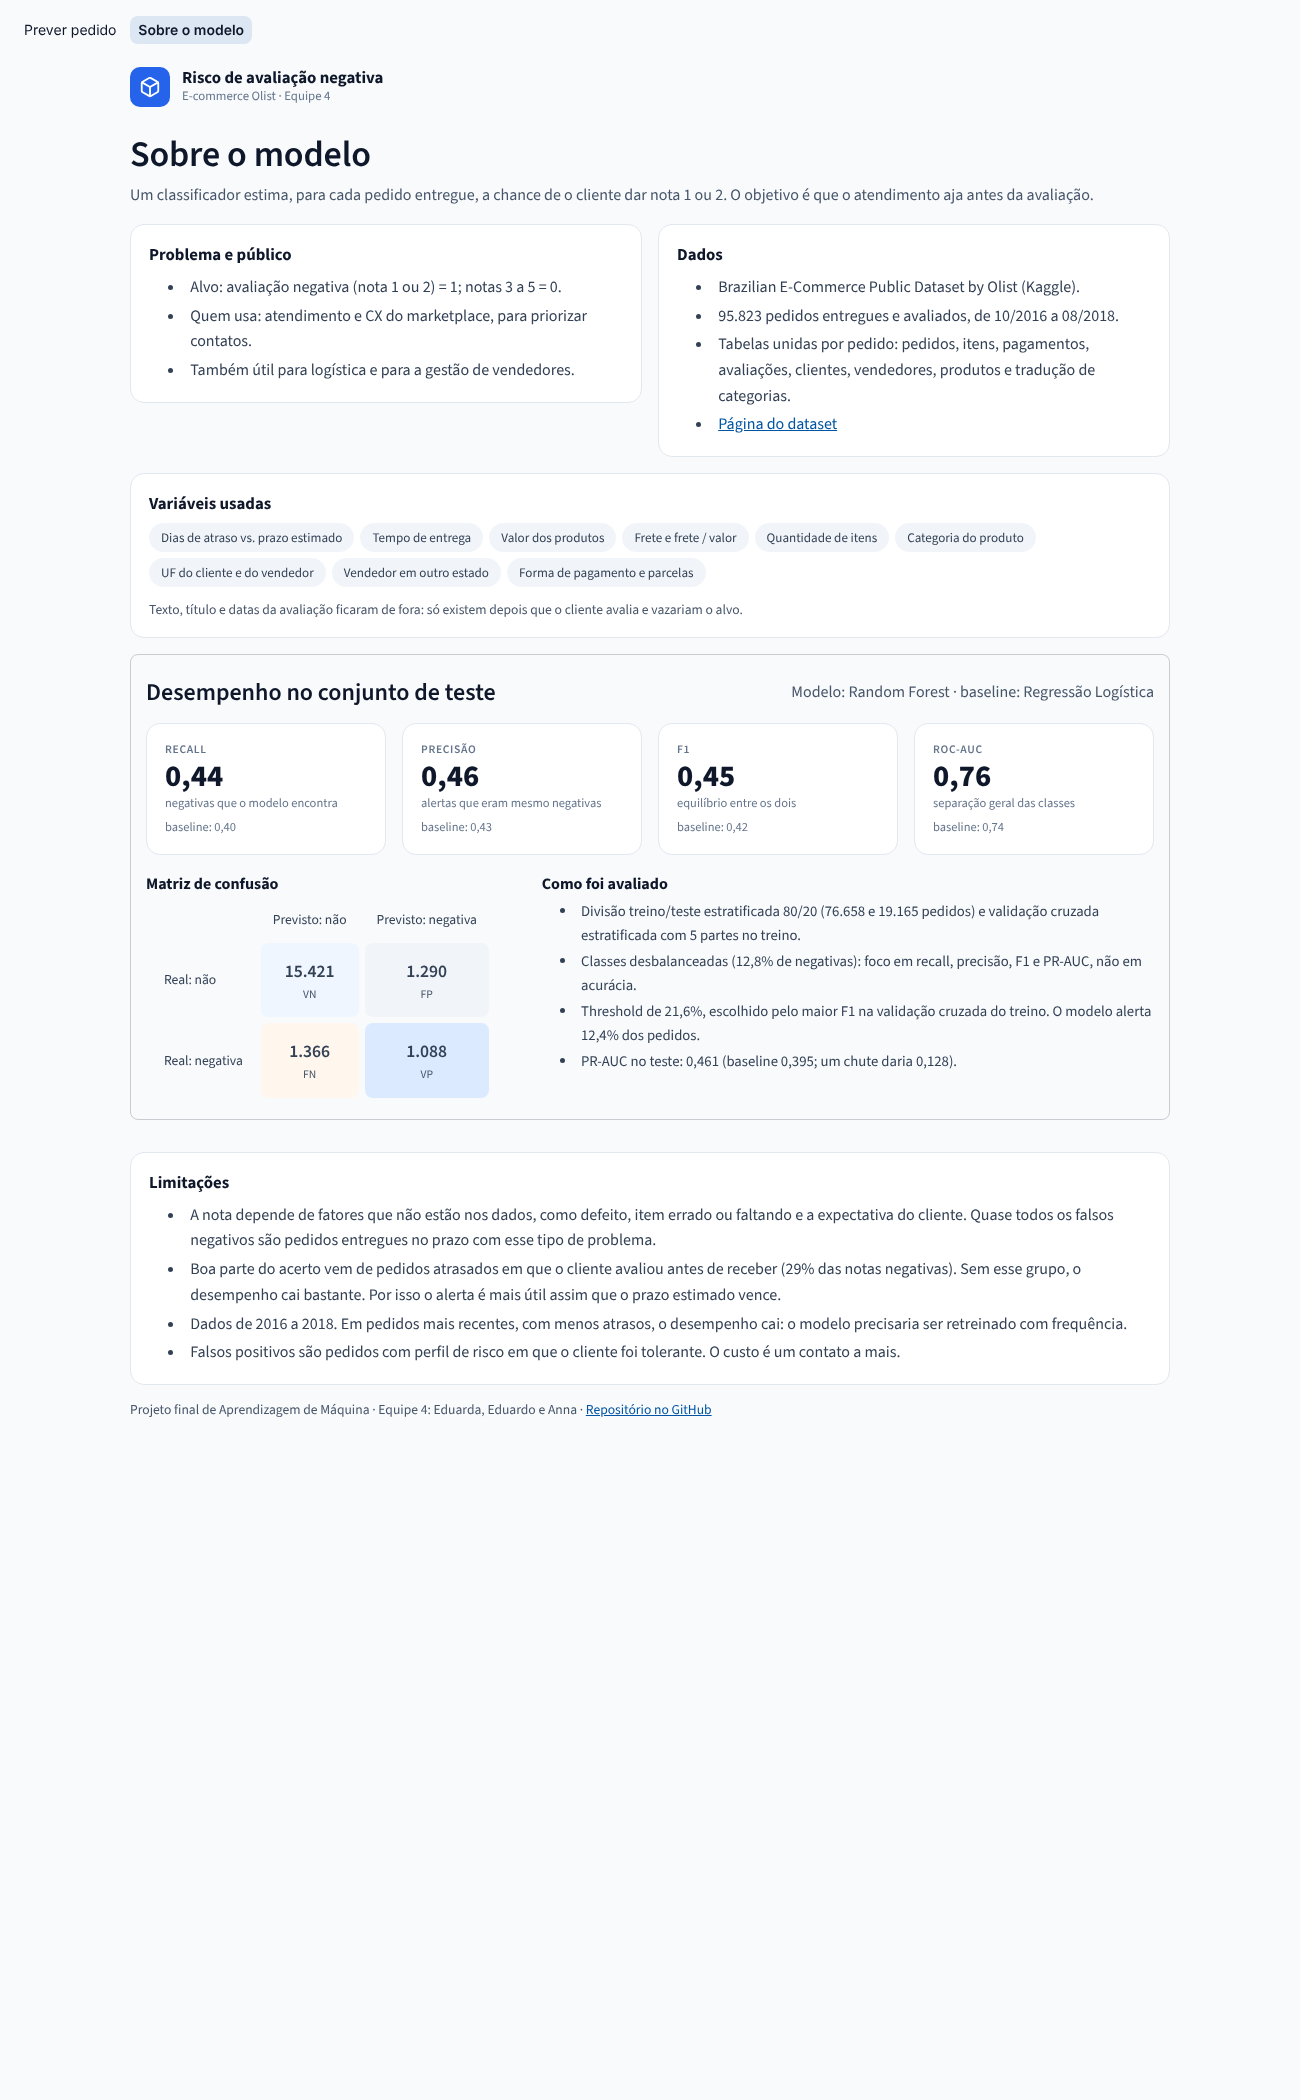 Prever pedido
Sobre o modelo
Risco de avaliação negativa
E-commerce Olist · Equipe 4
Sobre o modelo
Um classificador estima, para cada pedido entregue, a chance de o cliente dar nota 1 ou 2. O objetivo é que o atendimento aja antes da avaliação.
Problema e público
Alvo: avaliação negativa (nota 1 ou 2) = 1; notas 3 a 5 = 0.
Quem usa: atendimento e CX do marketplace, para priorizar
contatos.
Também útil para logística e para a gestão de vendedores.
Dados
Brazilian E-Commerce Public Dataset by Olist (Kaggle).
95.823 pedidos entregues e avaliados, de 10/2016 a 08/2018.
Tabelas unidas por pedido: pedidos, itens, pagamentos,
avaliações, clientes, vendedores, produtos e tradução de
categorias.
Página do dataset
Variáveis usadas
Dias de atraso vs. prazo estimado
Tempo de entrega
Valor dos produtos
Frete e frete / valor
Quantidade de itens
Categoria do produto
UF do cliente e do vendedor
Vendedor em outro estado
Forma de pagamento e parcelas
Texto, título e datas da avaliação ficaram de fora: só existem depois que o cliente avalia e vazariam o alvo.
Desempenho no conjunto de teste
Modelo: Random Forest · baseline: Regressão Logística
RECALL
0,44
negativas que o modelo encontra
baseline: 0,40
PRECISÃO
0,46
alertas que eram mesmo negativas
baseline: 0,43
F1
0,45
equilíbrio entre os dois
baseline: 0,42
ROC-AUC
0,76
separação geral das classes
baseline: 0,74
Matriz de confusão
Previsto: não
Previsto: negativa
Real: não
15.421
VN
1.290
FP
Real: negativa
1.366
FN
1.088
VP
Como foi avaliado
Divisão treino/teste estratificada 80/20 (76.658 e 19.165 pedidos) e validação cruzada
estratificada com 5 partes no treino.
Classes desbalanceadas (12,8% de negativas): foco em recall, precisão, F1 e PR-AUC, não em
acurácia.
Threshold de 21,6%, escolhido pelo maior F1 na validação cruzada do treino. O modelo alerta
12,4% dos pedidos.
PR-AUC no teste: 0,461 (baseline 0,395; um chute daria 0,128).
Limitações
A nota depende de fatores que não estão nos dados, como defeito, item errado ou faltando e a expectativa do cliente. Quase todos os falsos
negativos são pedidos entregues no prazo com esse tipo de problema.
Boa parte do acerto vem de pedidos atrasados em que o cliente avaliou antes de receber (29% das notas negativas). Sem esse grupo, o
desempenho cai bastante. Por isso o alerta é mais útil assim que o prazo estimado vence.
Dados de 2016 a 2018. Em pedidos mais recentes, com menos atrasos, o desempenho cai: o modelo precisaria ser retreinado com frequência.
Falsos positivos são pedidos com perfil de risco em que o cliente foi tolerante. O custo é um contato a mais.
Projeto final de Aprendizagem de Máquina · Equipe 4: Eduarda, Eduardo e Anna · Repositório no GitHub